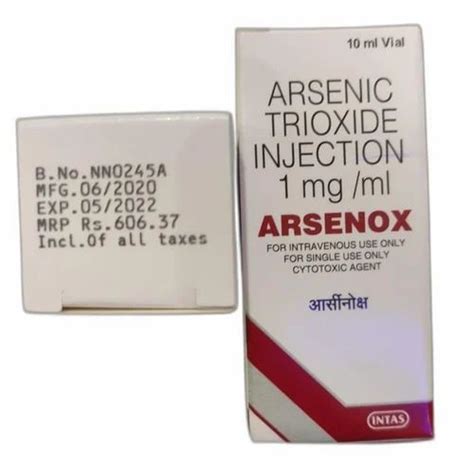 B.No.NN0245A
MFG.06/2020
EXP.05/2022
MRP Rs.606.37
Incl.Of all taxes
10 ml Vial
ARSENIC
TRIOXIDE
INJECTION
1 mg /ml
ARSENOX
FOR INTRAVENOUS USE ONLY
FOR SINGLE USE ONLY
CYTOTOXIC AGENT
आर्सीनोक्ष
INTAS